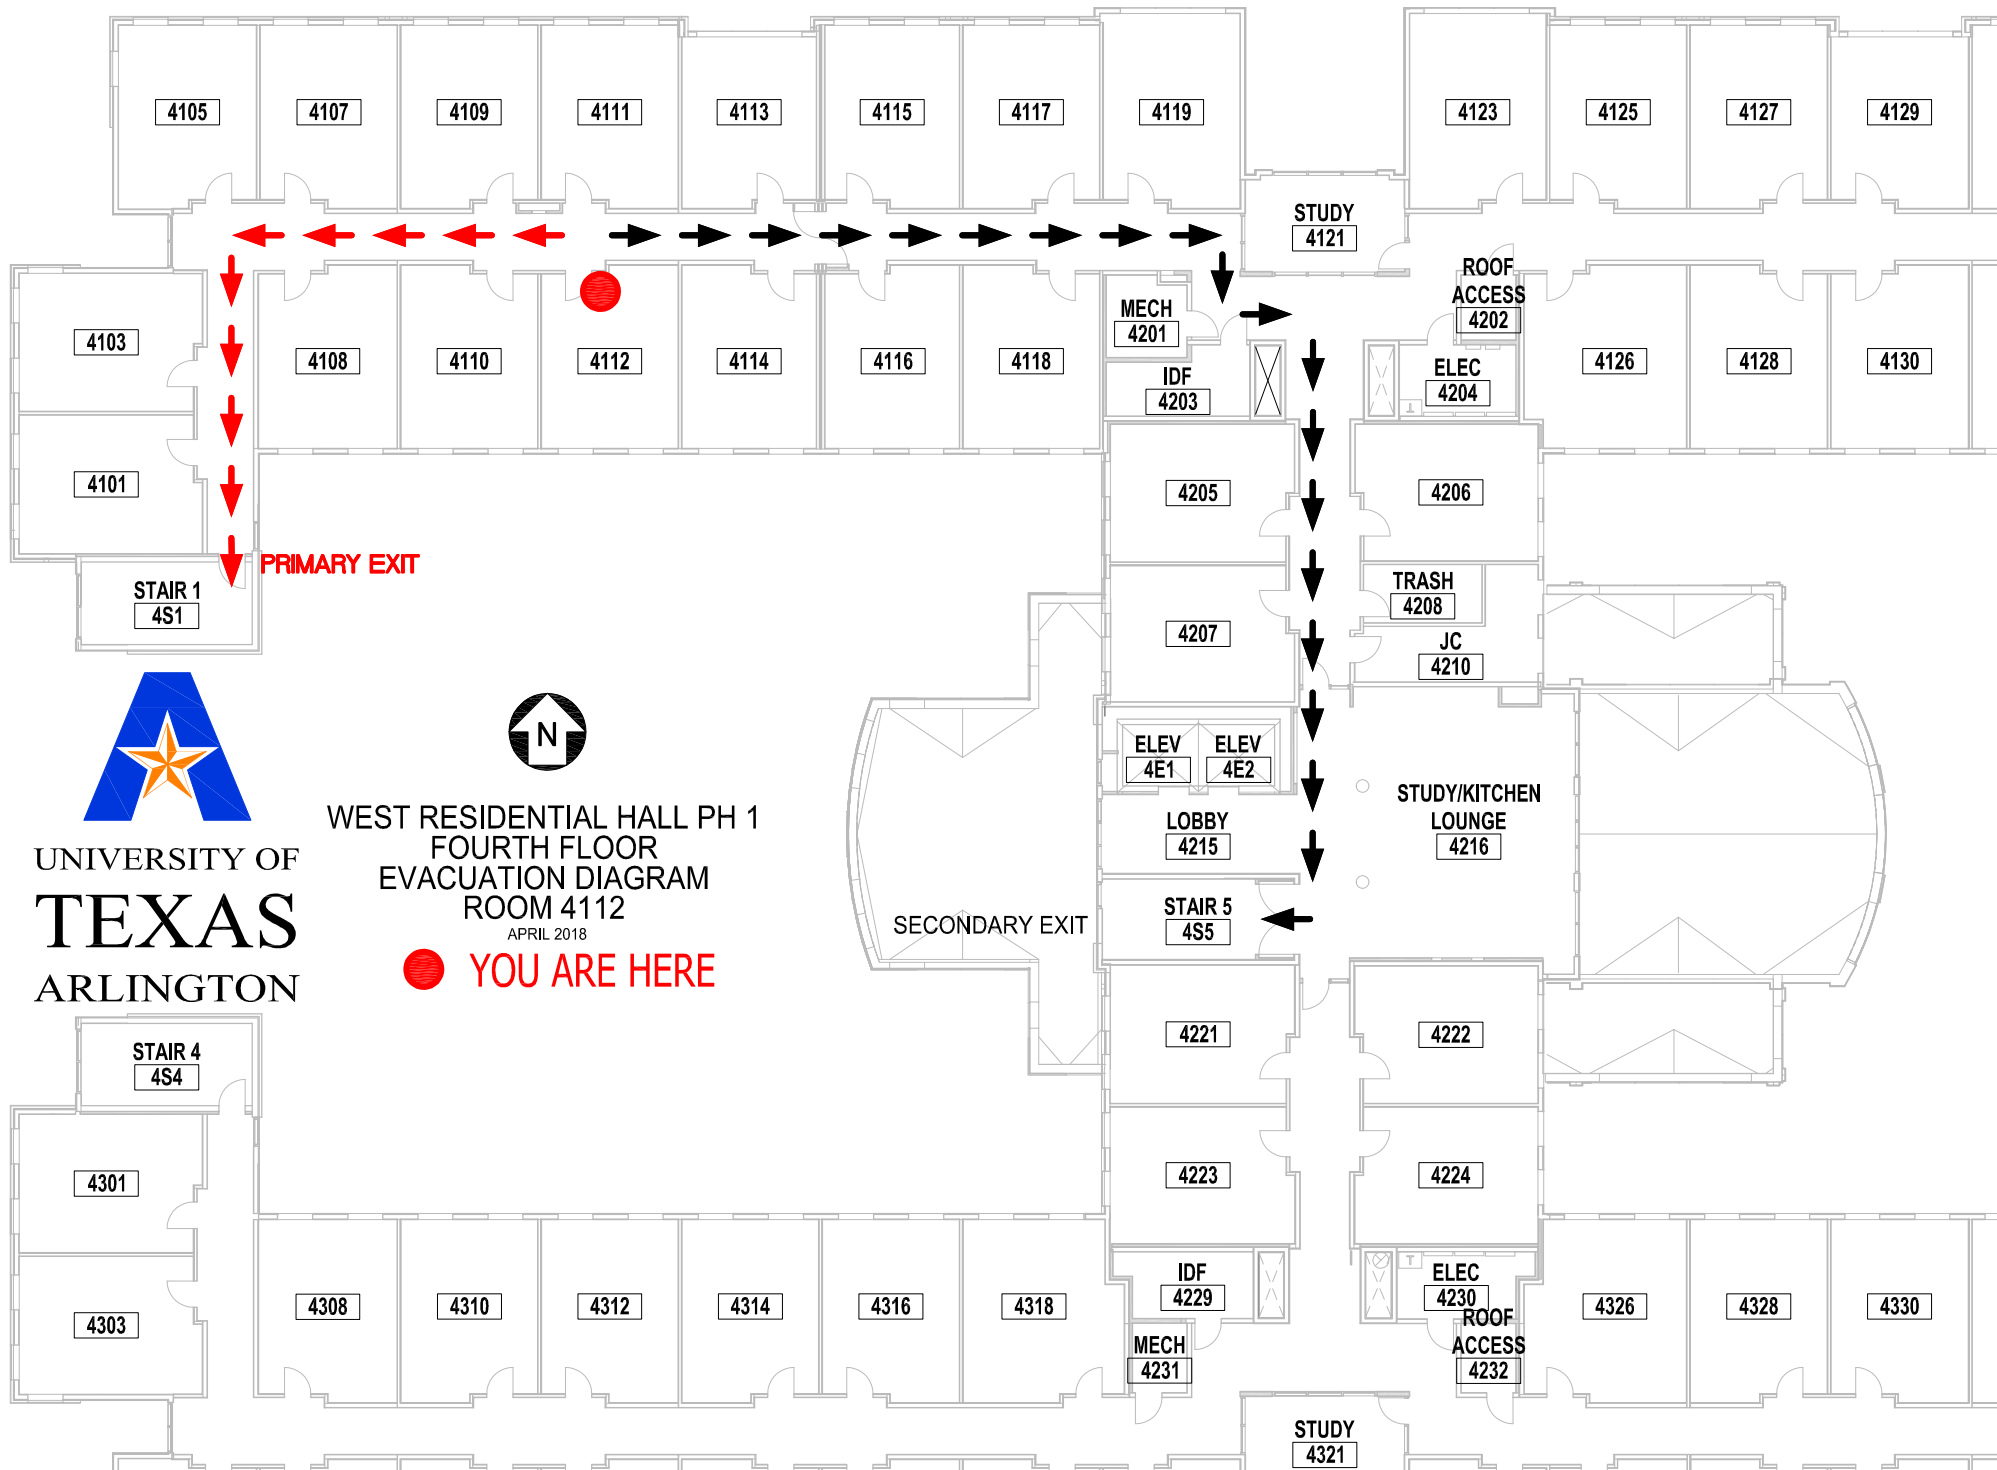 4105
4107
4109
4111
4113
4115
4117
4119
4123
4125
4127
4129
STUDY
4121
ROOF
ACCESS
4202
MECH
4201
4103
4108
4110
4112
4114
4116
4118
IDF
4203
ELEC
4204
4126
4128
4130
T
4101
4205
4206
PRIMARY EXIT
STAIR 1
4S1
TRASH
4208
4207
JC
4210
N
ELEV
4E1
ELEV
4E2
STUDY/KITCHEN
LOUNGE
4216
LOBBY
4215
WEST RESIDENTIAL HALL PH 1
FOURTH FLOOR
EVACUATION DIAGRAM
ROOM 4112
APRIL 2018
YOU ARE HERE
UNIVERSITY OF
TEXAS
ARLINGTON
SECONDARY EXIT
STAIR 5
4S5
STAIR 4
4S4
4221
4222
4301
4223
4224
4303
4308
4310
4312
4314
4316
4318
IDF
4229
T
ELEC
4230
ROOF
ACCESS
4232
MECH
4231
4326
4328
4330
STUDY
4321